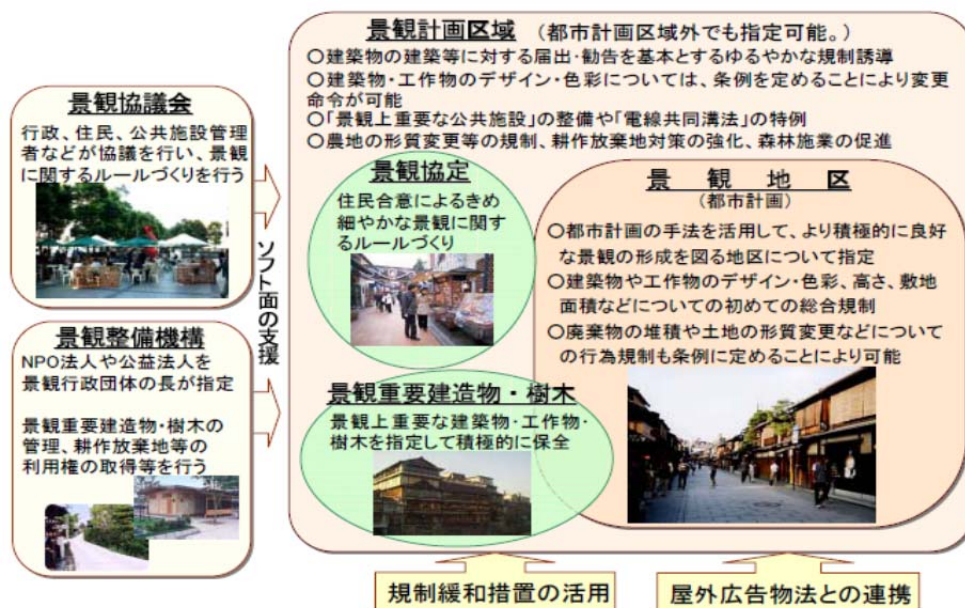 景観計画区域 (都市計画区域外でも指定可能。)
○建築物の建築等に対する届出・勧告を基本とするゆるやかな規制誘導
○建築物・工作物のデザイン・色彩については、条例を定めることにより変更
命令が可能
○「景観上重要な公共施設」の整備や「電線共同溝法」の特例
○農地の形質変更等の規制、耕作放棄地対策の強化、森林施業の促進
景観協議会
行政、住民、公共施設管理
者などが協議を行い、景観
に関するルールづくりを行う
景観整備機構
NPO法人や公益法人を
景観行政団体の長が指定
景観重要建造物・樹木の
管理、耕作放棄地等の
利用権の取得等を行う
ソフト面の支援
景観協定
住民合意によるきめ
細やかな景観に関す
るルールづくり
景観重要建造物・樹木
景観上重要な建築物・工作物・
樹木を指定して積極的に保全
景観地区
(都市計画)
○都市計画の手法を活用して、より積極的に良好
な景観の形成を図る地区について指定
○建築物や工作物のデザイン・色彩、高さ、敷地
面積などについての初めての総合規制
○廃棄物の堆積や土地の形質変更などについて
の行為規制も条例に定めることにより可能
規制緩和措置の活用
屋外広告物法との連携